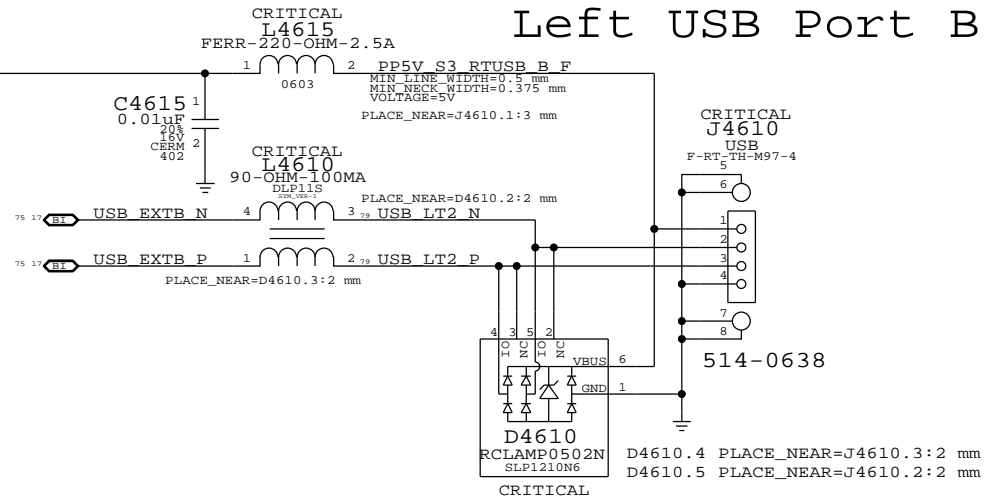 Left USB Port B
CRITICAL
L4615
FERR-220-OHM-2.5A
1
2
PP5V_S3_RTUSB_B_F
0603
MIN_LINE_WIDTH=0.5 mm
MIN_NECK_WIDTH=0.375 mm
VOLTAGE=5V
PLACE_NEAR=J4610.1:3 mm
C4615
1
0.01uF
20%
16V
2
CERM
402
CRITICAL
J4610
USB
F-RT-TH-M97-4
CRITICAL
L4610
90-OHM-100MA
DLP11S
SYM_VER-1
PLACE_NEAR=D4610.2:2 mm
75 17
BI
USB_EXTB_N
4
3
79
USB_LT2_N
75 17
BI
USB_EXTB_P
1
2
79
USB_LT2_P
PLACE_NEAR=D4610.3:2 mm
5
6
1
2
3
4
7
8
514-0638
4
3
5
2
IO
NC
IO
NC
VBUS
6
GND
1
D4610
RCLAMP0502N
SLP1210N6
CRITICAL
D4610.4 PLACE_NEAR=J4610.3:2 mm
D4610.5 PLACE_NEAR=J4610.2:2 mm